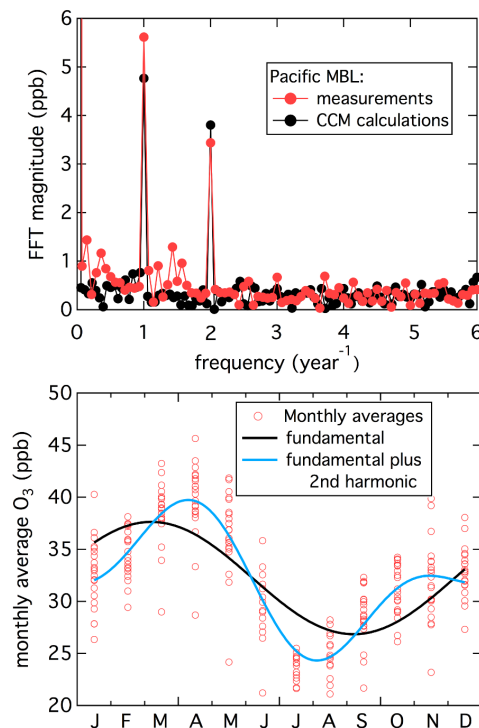 6
5
4
3
2
1
0
FFT magnitude (ppb)
Pacific MBL:
measurements
CCM calculations
0 1 2 3 4 5 6
frequency (year⁻¹)
50
45
40
35
30
25
20
monthly average O₃ (ppb)
Monthly averages
fundamental
fundamental plus
2nd harmonic
J F M A M J J A S O N D